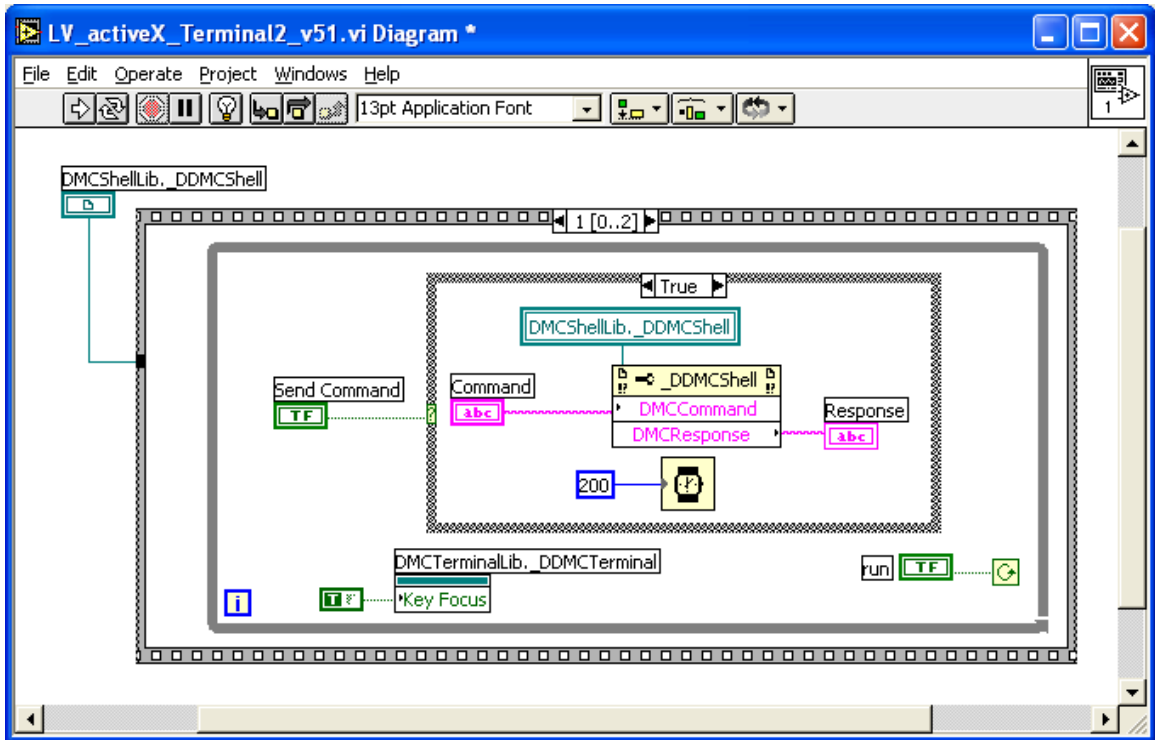 LV_activeX_Terminal2_v51.vi Diagram *
File Edit Operate Project Windows Help
13pt Application Font
1
DMCShellLib._DDMCShell
1 [0..2]
True
DMCShellLib._DDMCShell
_DDMCShell
Send Command
TF
?
Command
abc
DMCCommand
DMCResponse
Response
abc
200
DMCTerminalLib._DDMCTerminal
Key Focus
T F
run
TF
i